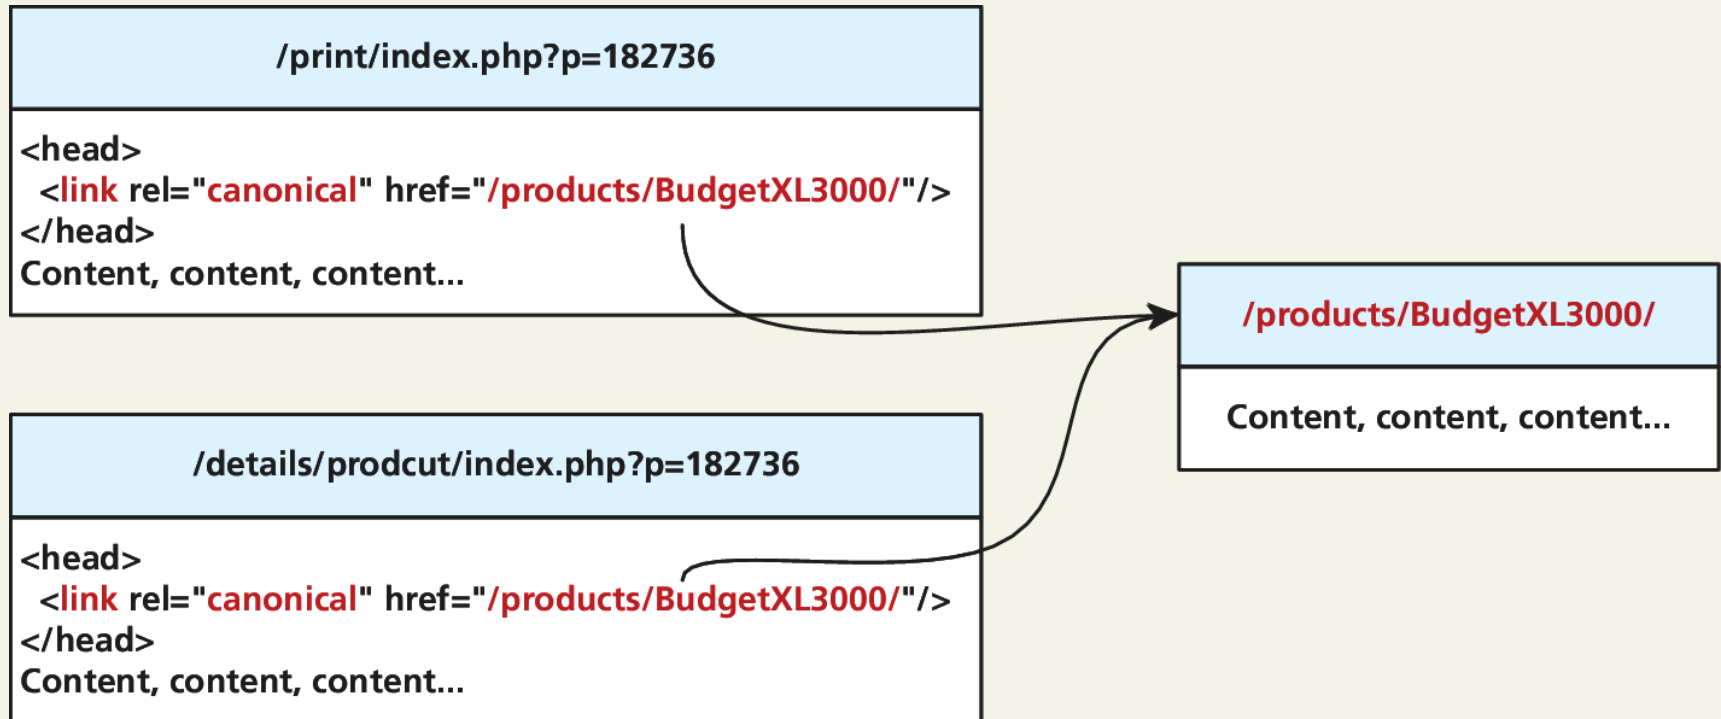 /print/index.php?p=182736
<head>
<link rel="canonical" href="/products/BudgetXL3000/"/>
</head>
Content, content, content...
/products/BudgetXL3000/
Content, content, content...
/details/prodcut/index.php?p=182736
<head>
<link rel="canonical" href="/products/BudgetXL3000/"/>
</head>
Content, content, content...